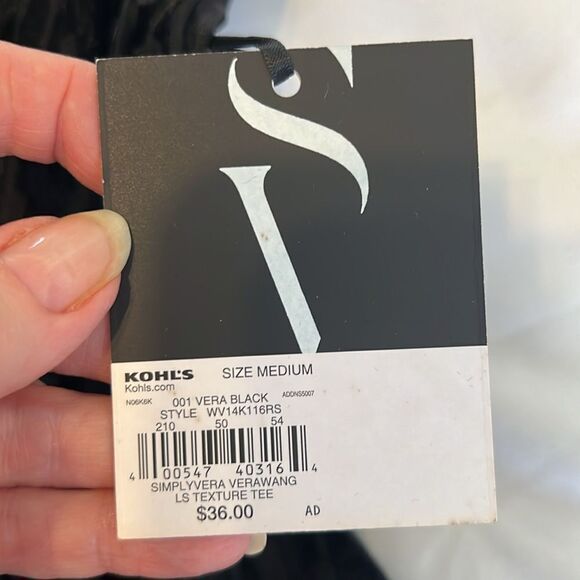 SV
KOHL'S SIZE MEDIUM
Kohls.com
N06K6K 001 VERA BLACK ADDNS5007
STYLE WV14K116RS
210 50 54
4 00547 40316 4
SIMPLYVERA VERAWANG
LS TEXTURE TEE
$36.00 AD